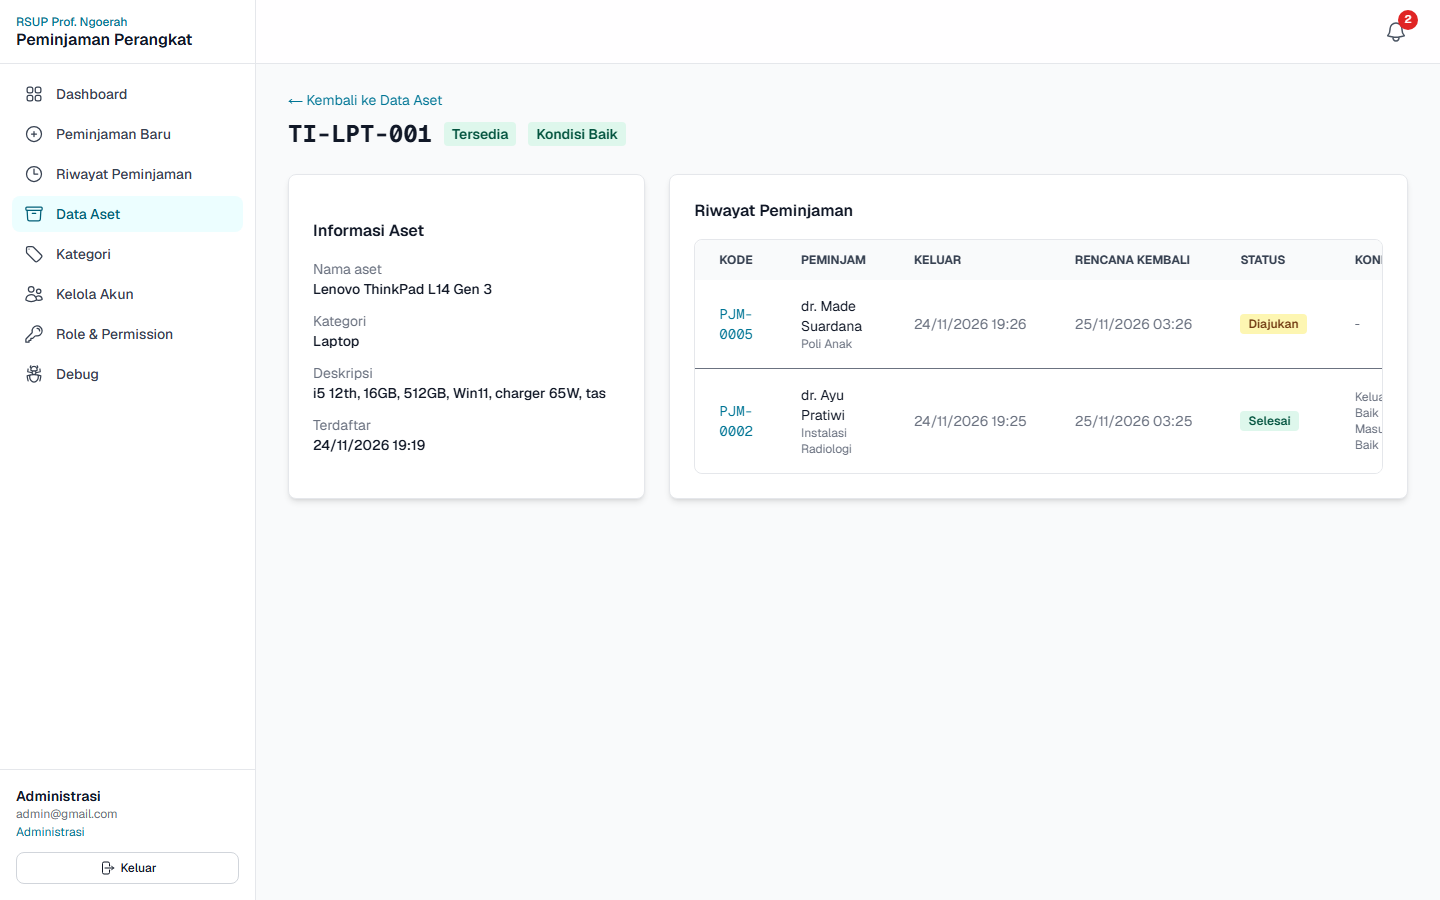 RSUP Prof. Ngoerah
Peminjaman Perangkat
2
Dashboard
Peminjaman Baru
Riwayat Peminjaman
Data Aset
Kategori
Kelola Akun
Role & Permission
Debug
Administrasi
admin@gmail.com
Administrasi
Keluar
← Kembali ke Data Aset
TI-LPT-001 Tersedia Kondisi Baik
Informasi Aset
Nama aset
Lenovo ThinkPad L14 Gen 3
Kategori
Laptop
Deskripsi
i5 12th, 16GB, 512GB, Win11, charger 65W, tas
Terdaftar
24/11/2026 19:19
Riwayat Peminjaman
KODE PEMINJAM KELUAR RENCANA KEMBALI STATUS
PJM-
0005
dr. Made
Suardana
Poli Anak
24/11/2026 19:26
25/11/2026 03:26
Diajukan
-
PJM-
0002
dr. Ayu
Pratiwi
Instalasi
Radiologi
24/11/2026 19:25
25/11/2026 03:25
Selesai
Baik
Baik